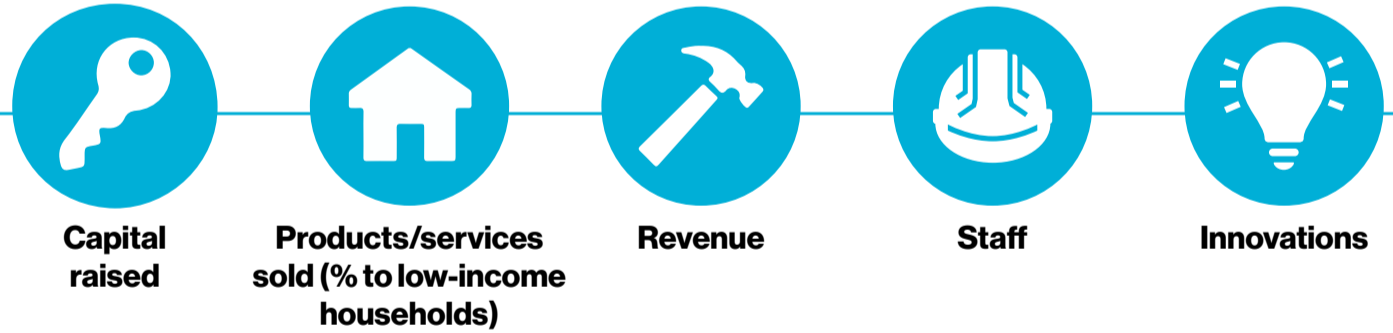 Capital
raised
Products/services
sold (% to low-income
households)
Revenue
Staff
Innovations